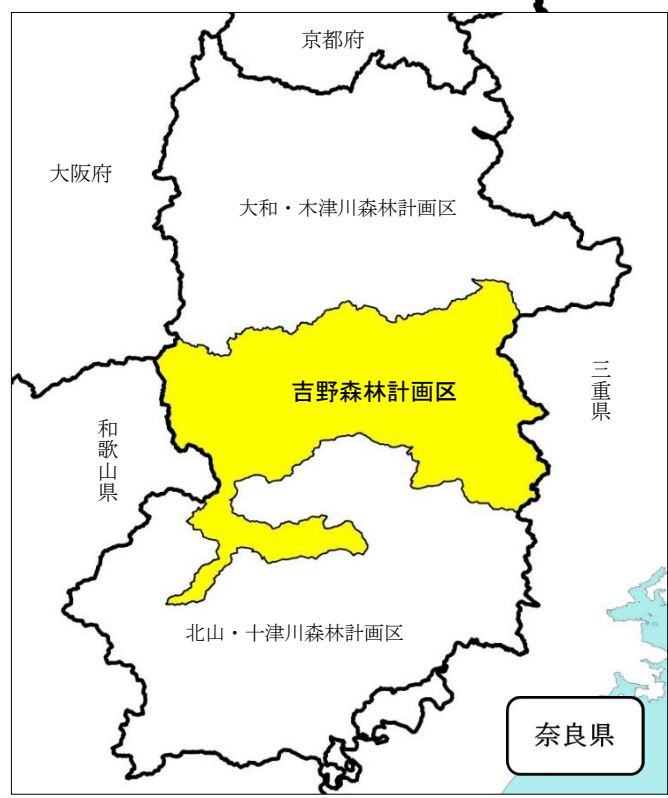 京都府
大阪府
大和・木津川森林計画区
吉野森林計画区
三重県
和歌山県
北山・十津川森林計画区
奈良県